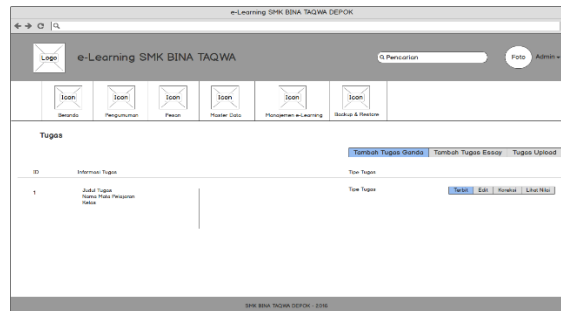 e-Learning SMK BINA TAQWA DEPOK
Logo
e-Learning SMK BINA TAQWA
Pencarian
Foto
Admin
Icon Icon Icon Icon Icon Icon
Beranda Pengumuman Pesan Master Data Manajemen e-Learning Backup & Restore
Tugas
Tambah Tugas Ganda Tambah Tugas Essay Tugas Upload
ID Informasi Tugas Tipe Tugas
1 Judul Tugas Tipe Tugas Terbit Edit Koreksi Lihat Nilai
Nama Mata Pelajaran
Kelas
SMK BINA TAQWA DEPOK - 2016